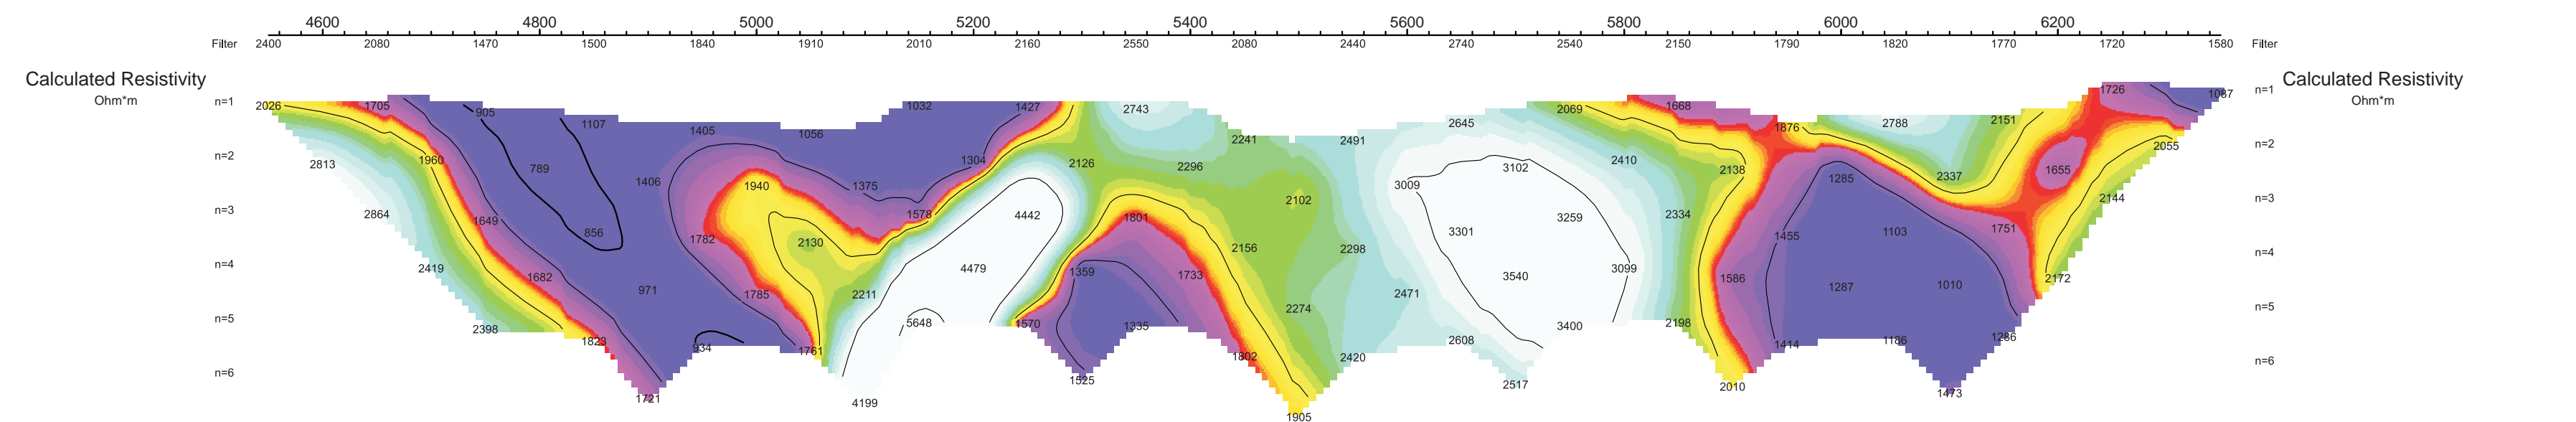 4600 4800 5000 5200 5400 5600 5800 6000 6200
Filter 2400 2080 1470 1500 1840 1910 2010 2160 2550 2080 2440 2740 2540 2150 1790 1820 1770 1720 1580 Filter
Calculated Resistivity Calculated Resistivity
Ohm*m Ohm*m
n=1 2026 1705 905 1107 1405 1056 1032 1427 2743 2241 2491 2645 2069 1668 1876 2788 2151 1726 1087 n=1
n=2 2813 1960 789 1406 1940 1375 1304 2126 2296 2102 3009 3102 2410 2138 1285 2337 1655 2055 n=2
n=3 2864 1649 856 1782 2130 1578 4442 1801 2156 2298 3301 3259 2334 1455 1103 1751 2144 n=3
n=4 2419 1682 971 1785 2211 4479 1359 1733 2274 2471 3540 3099 1586 1287 1010 2172 n=4
n=5 2398 1823 934 1761 5648 1570 1335 1802 2420 2608 3400 2198 1414 1186 1286 n=5
n=6 1721 4199 1525 1905 2517 2010 1473 n=6